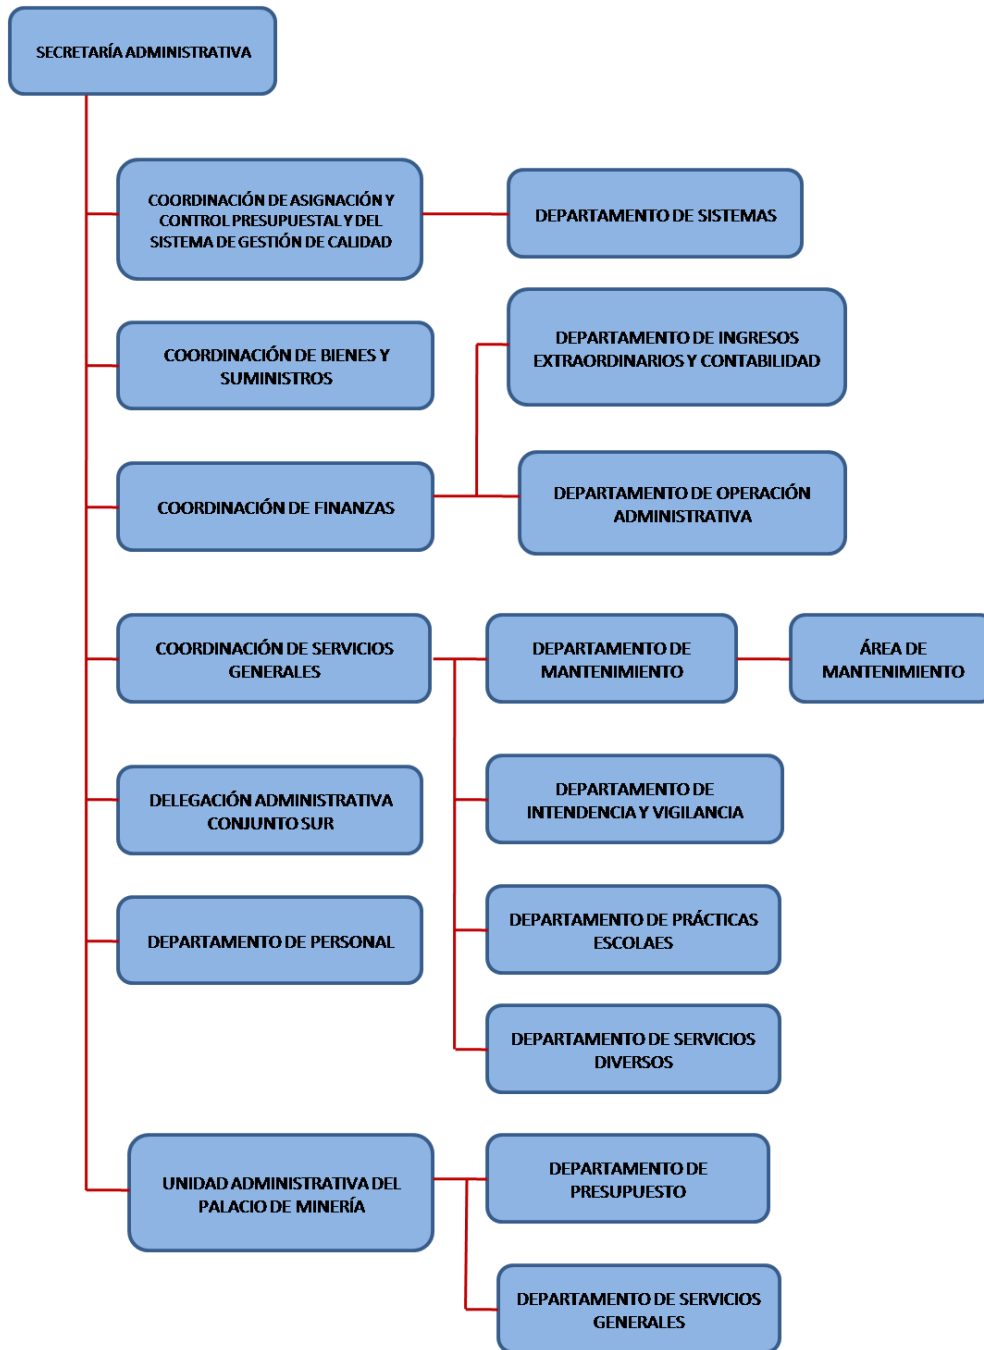 SECRETARÍA ADMINISTRATIVA
COORDINACIÓN DE ASIGNACIÓN Y
CONTROL PRESUPUESTAL Y DEL
SISTEMA DE GESTIÓN DE CALIDAD
DEPARTAMENTO DE SISTEMAS
COORDINACIÓN DE BIENES Y
SUMINISTROS
DEPARTAMENTO DE INGRESOS
EXTRAORDINARIOS Y CONTABILIDAD
COORDINACIÓN DE FINANZAS
DEPARTAMENTO DE OPERACIÓN
ADMINISTRATIVA
COORDINACIÓN DE SERVICIOS
GENERALES
DEPARTAMENTO DE
MANTENIMIENTO
ÁREA DE
MANTENIMIENTO
DELEGACIÓN ADMINISTRATIVA
CONJUNTO SUR
DEPARTAMENTO DE
INTENDENCIA Y VIGILANCIA
DEPARTAMENTO DE PERSONAL
DEPARTAMENTO DE PRÁCTICAS
ESCOLAES
DEPARTAMENTO DE SERVICIOS
DIVERSOS
UNIDAD ADMINISTRATIVA DEL
PALACIO DE MINERÍA
DEPARTAMENTO DE
PRESUPUESTO
DEPARTAMENTO DE SERVICIOS
GENERALES